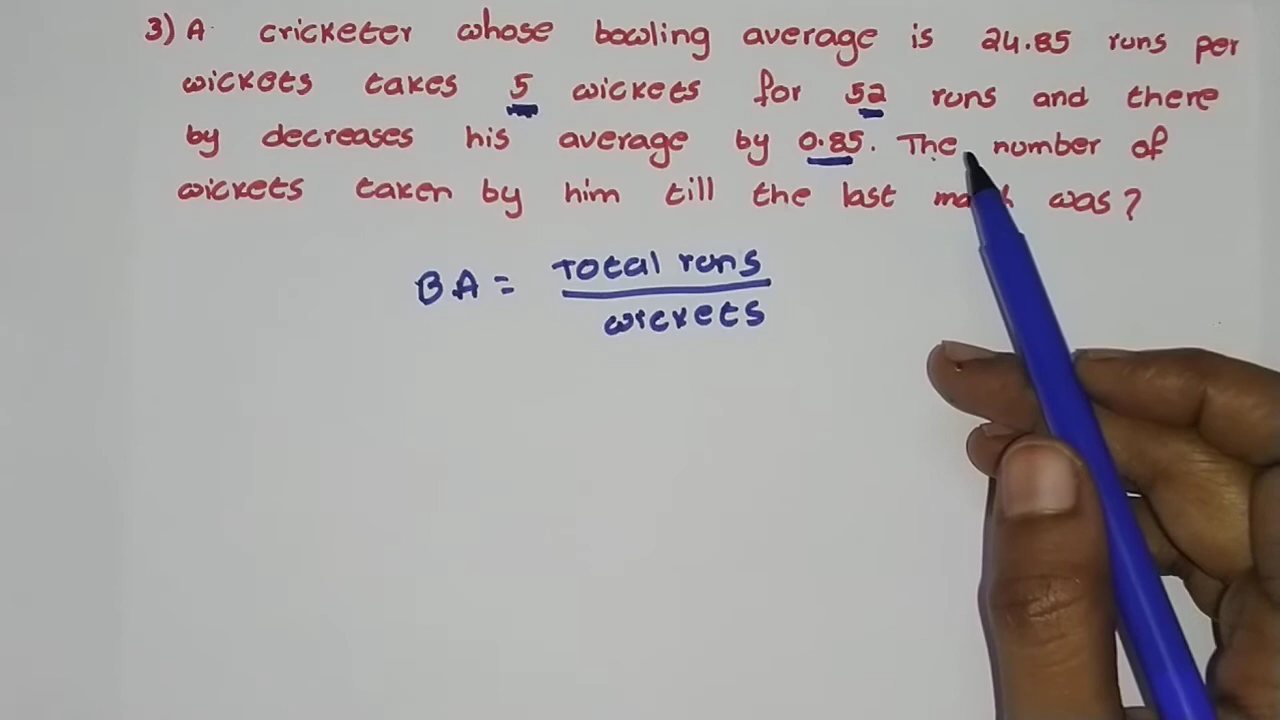 3) A cricketer whose bowling average is 24.85 runs per
wickets takes 5 wickets for 52 runs and there
by decreases his average by 0.85. The number of
wickets taken by him till the last was?
BA = Total runs
wickets